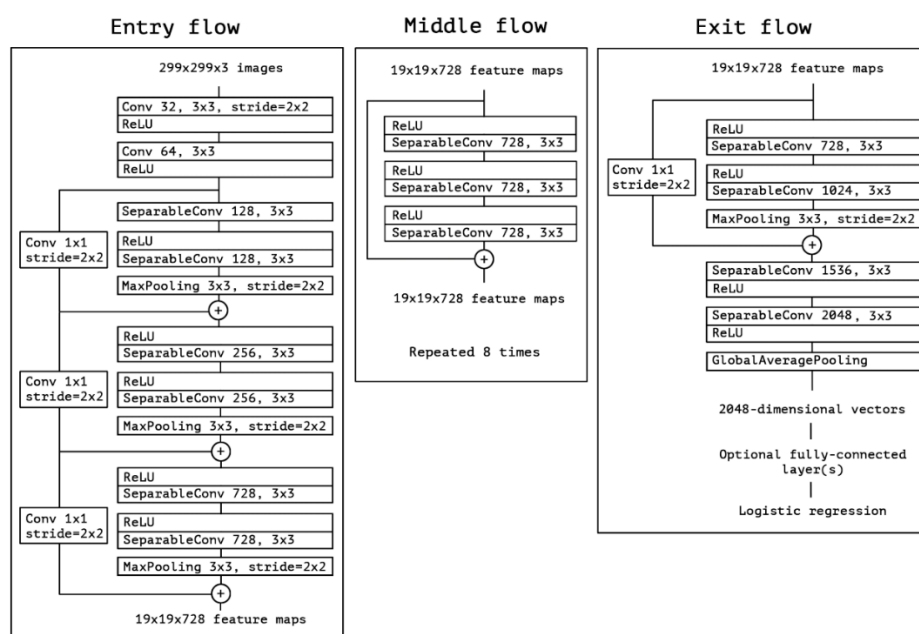 Entry flow
299x299x3 images
Conv 32, 3x3, stride=2x2
ReLU
Conv 64, 3x3
ReLU
SeparableConv 128, 3x3
Conv 1x1
stride=2x2
ReLU
SeparableConv 128, 3x3
MaxPooling 3x3, stride=2x2
+
ReLU
SeparableConv 256, 3x3
Conv 1x1
stride=2x2
ReLU
SeparableConv 256, 3x3
MaxPooling 3x3, stride=2x2
+
ReLU
SeparableConv 728, 3x3
Conv 1x1
stride=2x2
ReLU
SeparableConv 728, 3x3
MaxPooling 3x3, stride=2x2
+
19x19x728 feature maps
Middle flow
19x19x728 feature maps
ReLU
SeparableConv 728, 3x3
ReLU
SeparableConv 728, 3x3
ReLU
SeparableConv 728, 3x3
+
19x19x728 feature maps
Repeated 8 times
Exit flow
19x19x728 feature maps
ReLU
SeparableConv 728, 3x3
Conv 1x1
stride=2x2
ReLU
SeparableConv 1024, 3x3
MaxPooling 3x3, stride=2x2
+
SeparableConv 1536, 3x3
ReLU
SeparableConv 2048, 3x3
ReLU
GlobalAveragePooling
2048-dimensional vectors
Optional fully-connected
layer(s)
Logistic regression